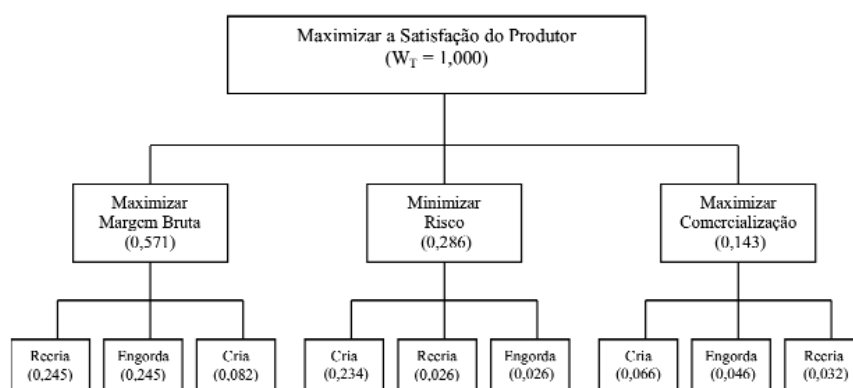 Maximizar a Satisfação do Produtor
(W_T = 1,000)
Maximizar
Margem Bruta
(0,571)
Minimizar
Risco
(0,286)
Maximizar
Comercialização
(0,143)
Recria
(0,245)
Engorda
(0,245)
Cria
(0,082)
Cria
(0,234)
Recria
(0,026)
Engorda
(0,026)
Cria
(0,066)
Engorda
(0,046)
Recria
(0,032)